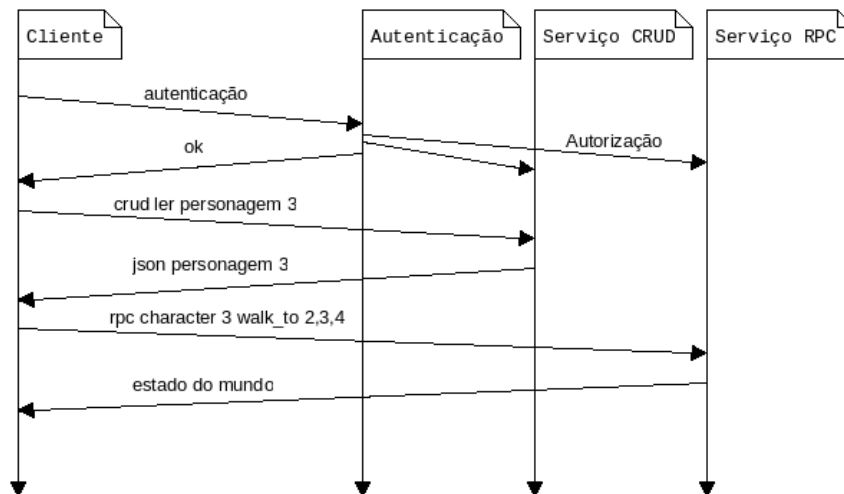 Cliente
Autenticação
Serviço CRUD
Serviço RPC
autenticação
Autorização
ok
crud ler personagem 3
json personagem 3
rpc character 3 walk_to 2,3,4
estado do mundo